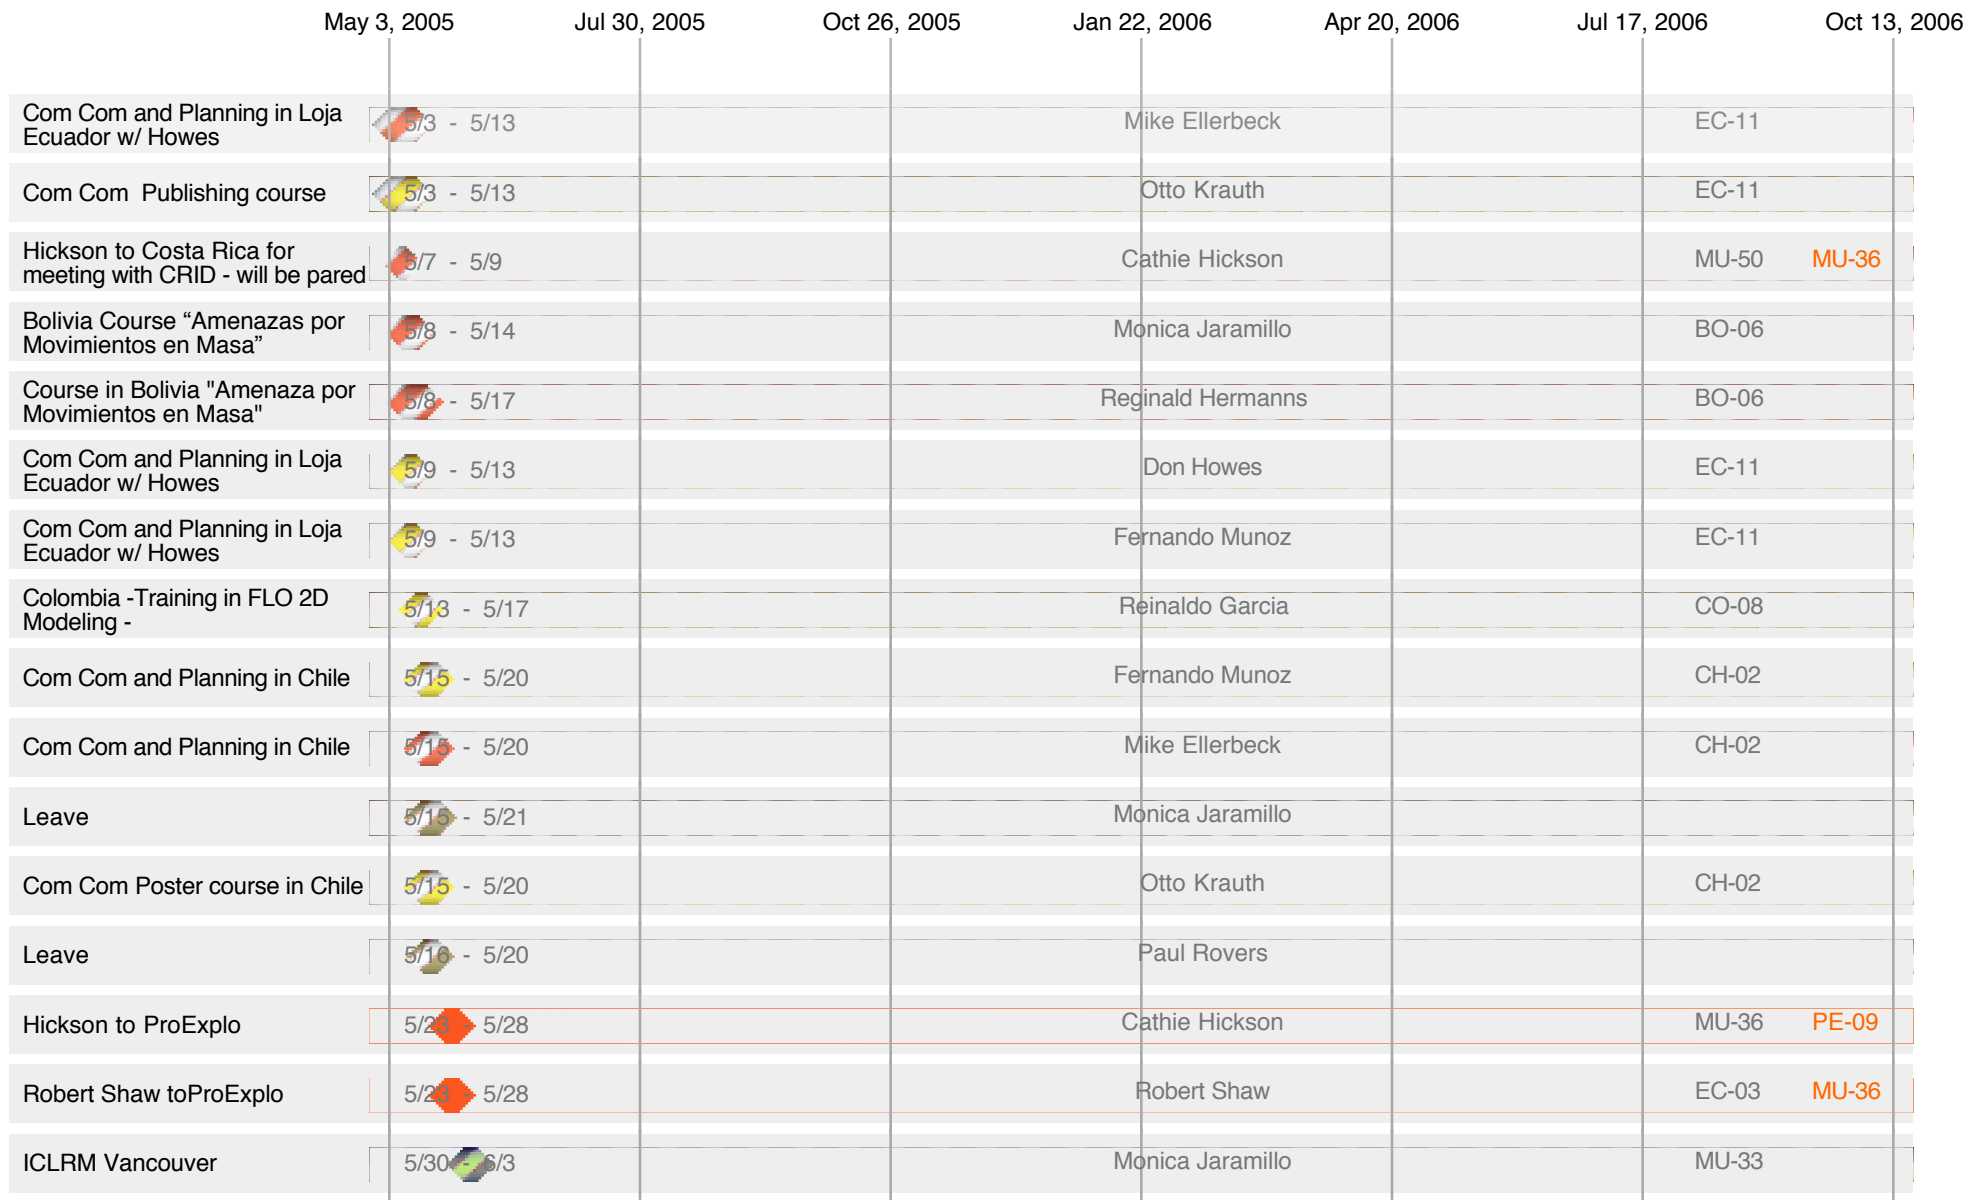 May 3, 2005 Jul 30, 2005 Oct 26, 2005 Jan 22, 2006 Apr 20, 2006 Jul 17, 2006 Oct 13, 2006
Com Com and Planning in Loja
Ecuador w/ Howes
5/3 - 5/13 Mike Ellerbeck EC-11
Com Com Publishing course 5/3 - 5/13 Otto Krauth EC-11
Hickson to Costa Rica for
meeting with CRID - will be pared
5/7 - 5/9 Cathie Hickson MU-50 MU-36
Bolivia Course “Amenazas por
Movimientos en Masa”
5/8 - 5/14 Monica Jaramillo BO-06
Course in Bolivia "Amenaza por
Movimientos en Masa"
5/8 - 5/17 Reginald Hermanns BO-06
Com Com and Planning in Loja
Ecuador w/ Howes
5/9 - 5/13 Don Howes EC-11
Com Com and Planning in Loja
Ecuador w/ Howes
5/9 - 5/13 Fernando Munoz EC-11
Colombia -Training in FLO 2D
Modeling -
5/13 - 5/17 Reinaldo Garcia CO-08
Com Com and Planning in Chile 5/15 - 5/20 Fernando Munoz CH-02
Com Com and Planning in Chile 5/15 - 5/20 Mike Ellerbeck CH-02
Leave 5/15 - 5/21 Monica Jaramillo
Com Com Poster course in Chile 5/15 - 5/20 Otto Krauth CH-02
Leave 5/16 - 5/20 Paul Rovers
Hickson to ProExplo 5/23 - 5/28 Cathie Hickson MU-36 PE-09
Robert Shaw toProExplo 5/23 - 5/28 Robert Shaw EC-03 MU-36
ICLRM Vancouver 5/30 - 6/3 Monica Jaramillo MU-33